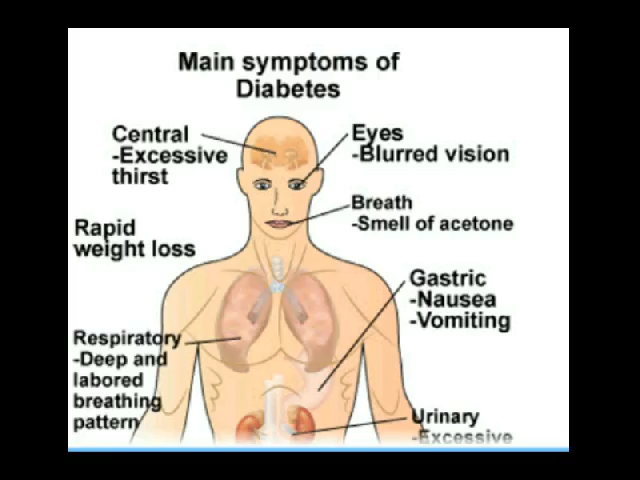 Main symptoms of
Diabetes
Central
-Excessive
thirst
Eyes
-Blurred vision
Breath
-Smell of acetone
Rapid
weight loss
Gastric
-Nausea
-Vomiting
Respiratory
-Deep and
labored
breathing
pattern
Urinary
-Excessive